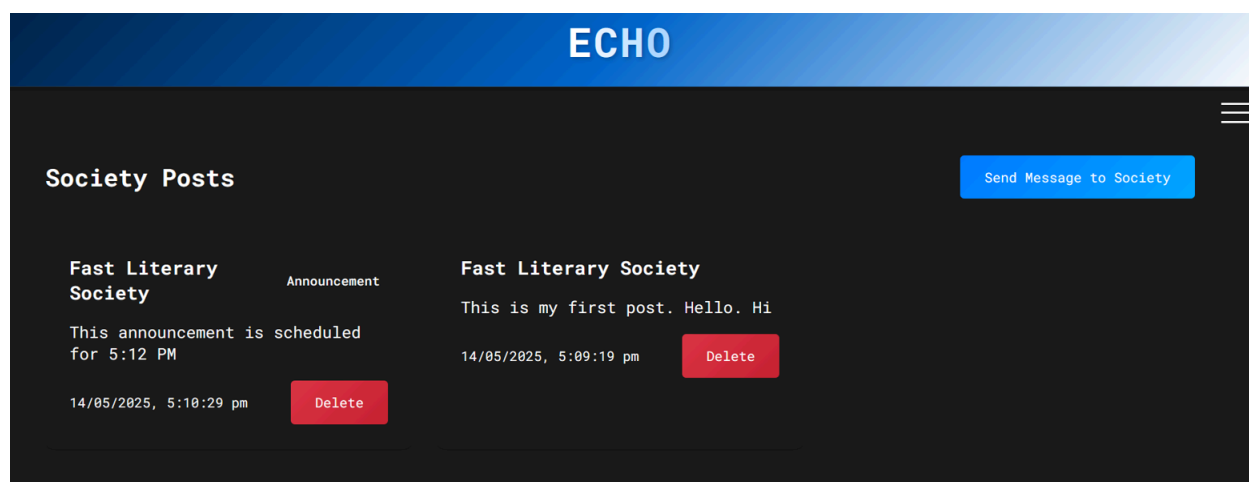 ECHO
Society Posts
Send Message to Society
Fast Literary
Society
Announcement
This announcement is scheduled
for 5:12 PM
14/05/2025, 5:10:29 pm
Delete
Fast Literary Society
This is my first post. Hello. Hi
14/05/2025, 5:09:19 pm
Delete